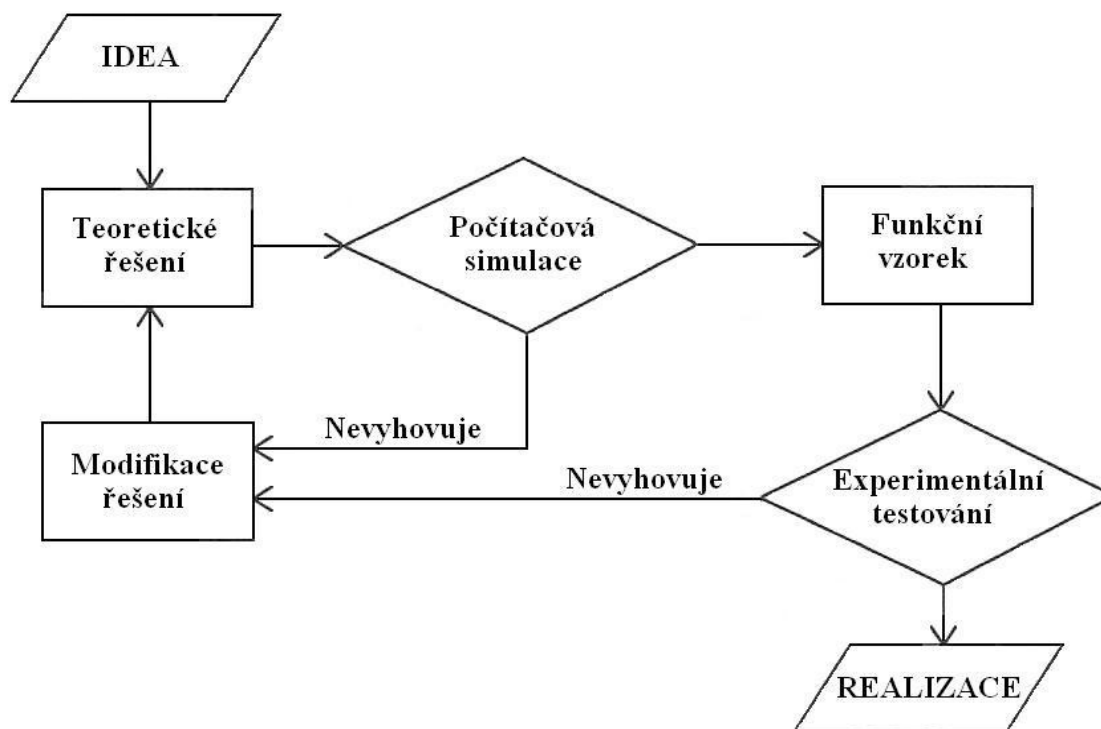 IDEA
Teoretické
řešení
Počítačová
simulace
Funkční
vzorek
Nevyhovuje
Modifikace
řešení
Nevyhovuje
Experimentální
testování
REALIZACE